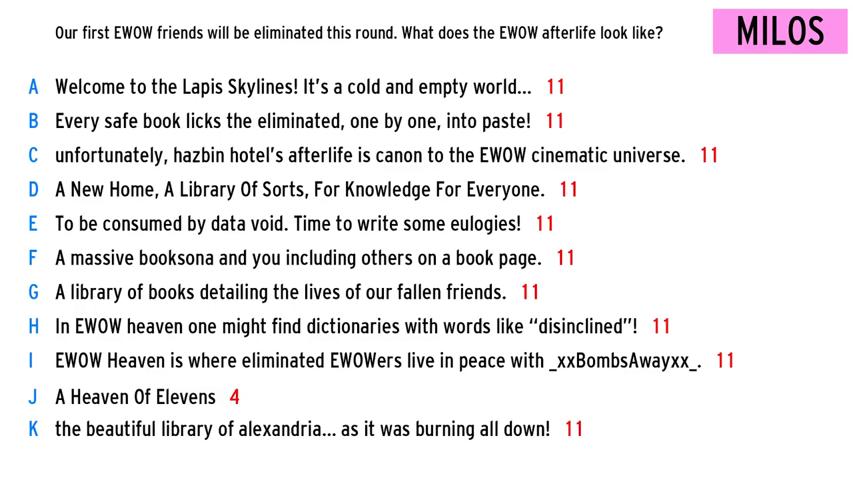 Our first EWOW friends will be eliminated this round. What does the EWOW afterlife look like?
MILOS
A Welcome to the Lapis Skylines! It's a cold and empty world... 11
B Every safe book licks the eliminated, one by one, into paste! 11
C unfortunately, hazbin hotel's afterlife is canon to the EWOW cinematic universe. 11
D A New Home, A Library Of Sorts, For Knowledge For Everyone. 11
E To be consumed by data void. Time to write some eulogies! 11
F A massive booksona and you including others on a book page. 11
G A library of books detailing the lives of our fallen friends. 11
H In EWOW heaven one might find dictionaries with words like “disinclined”! 11
I EWOW Heaven is where eliminated EWOWers live in peace with _xxBombsAwayxx_. 11
J A Heaven Of Elevens 4
K the beautiful library of alexandria... as it was burning all down! 11